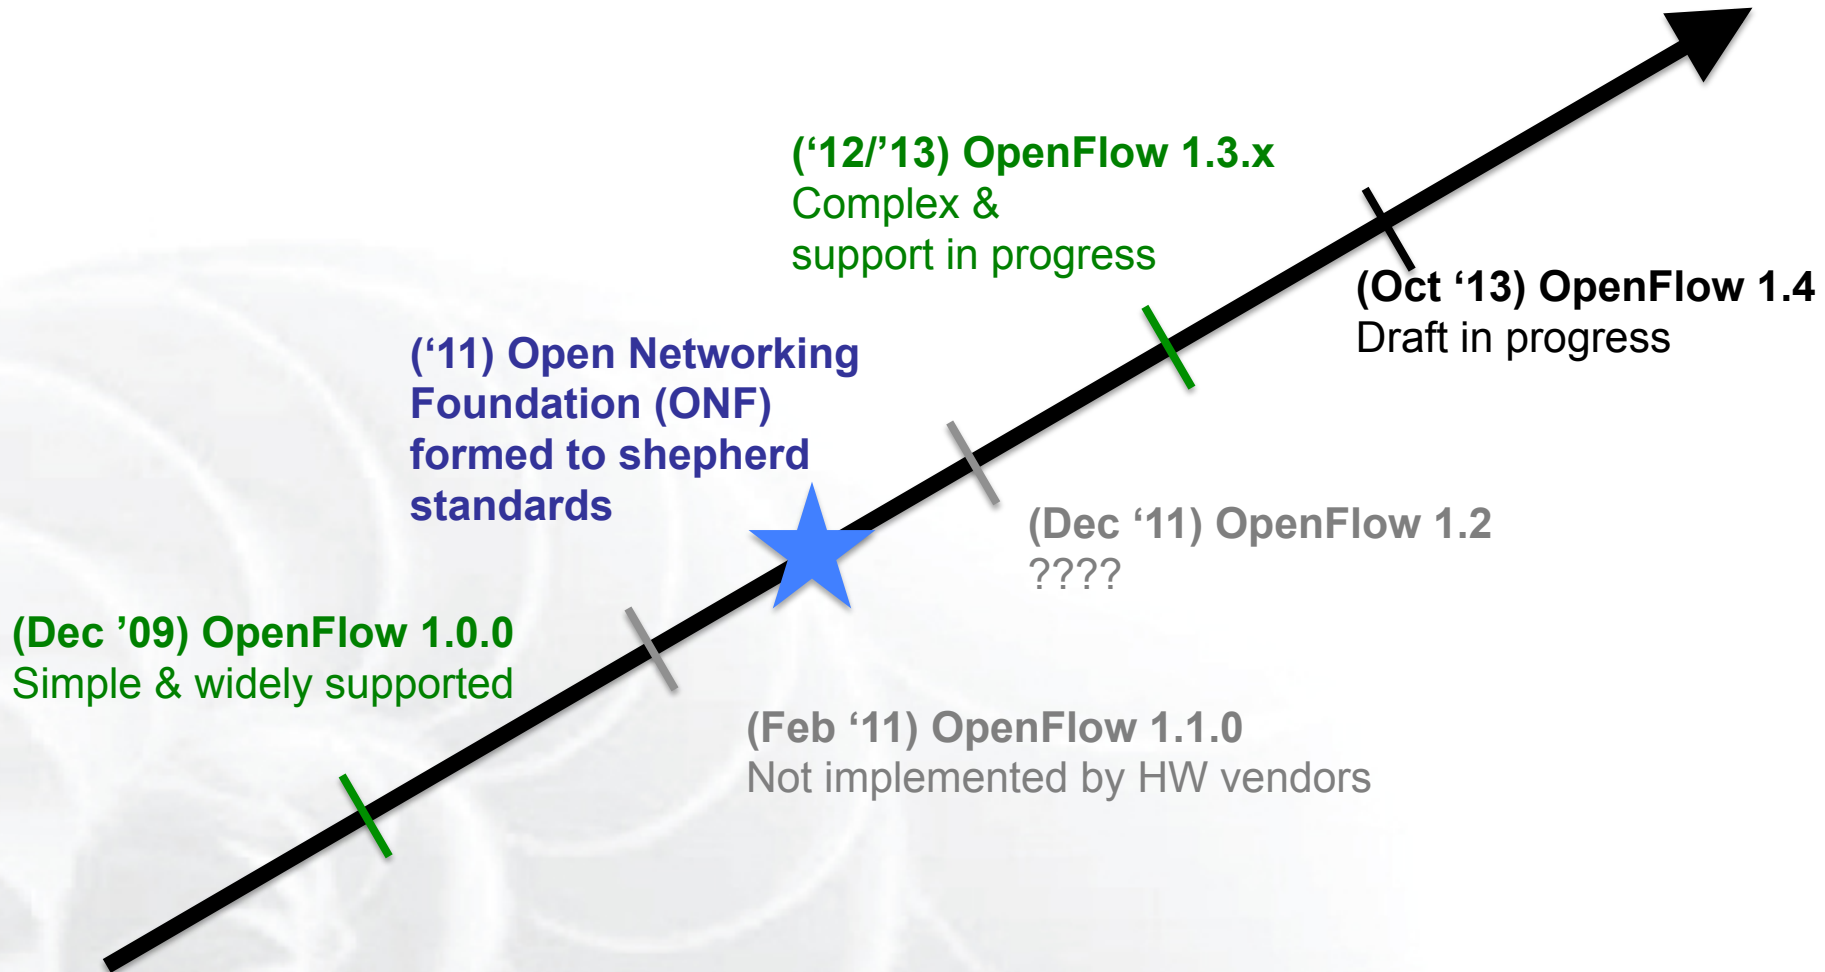 (‘12/’13) OpenFlow 1.3.x
Complex &
support in progress
(Oct ‘13) OpenFlow 1.4
Draft in progress
(‘11) Open Networking
Foundation (ONF)
formed to shepherd
standards
(Dec ‘11) OpenFlow 1.2
????
(Dec ’09) OpenFlow 1.0.0
Simple & widely supported
(Feb ‘11) OpenFlow 1.1.0
Not implemented by HW vendors